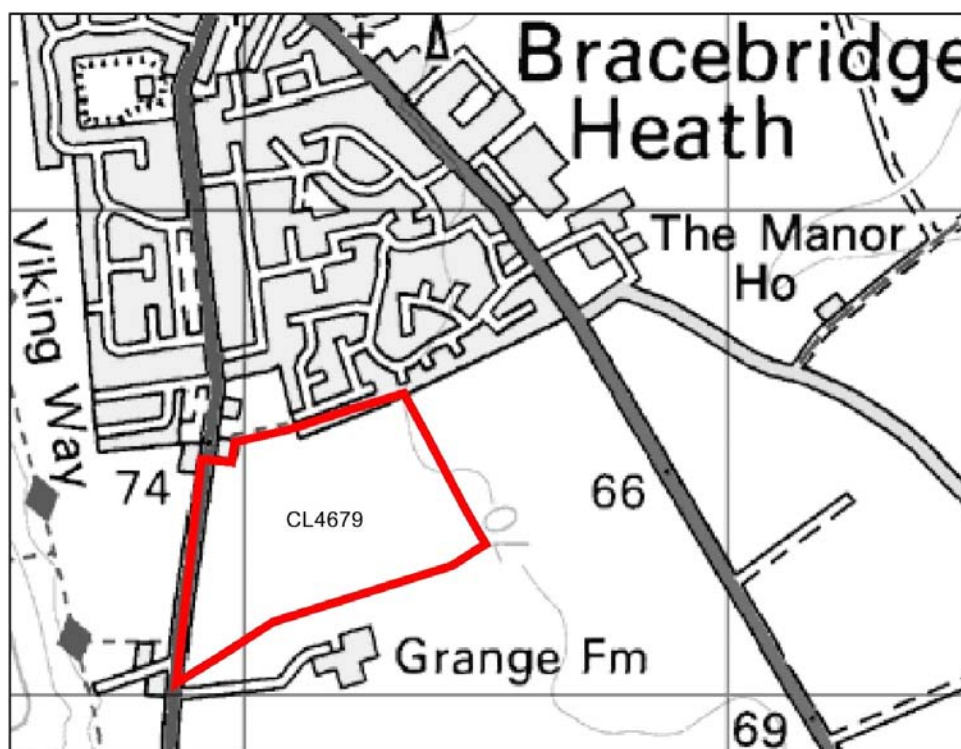 Bracebridge
Heath
The Manor
Ho
Viking Way
74
66
CL4679
Grange Fm
69